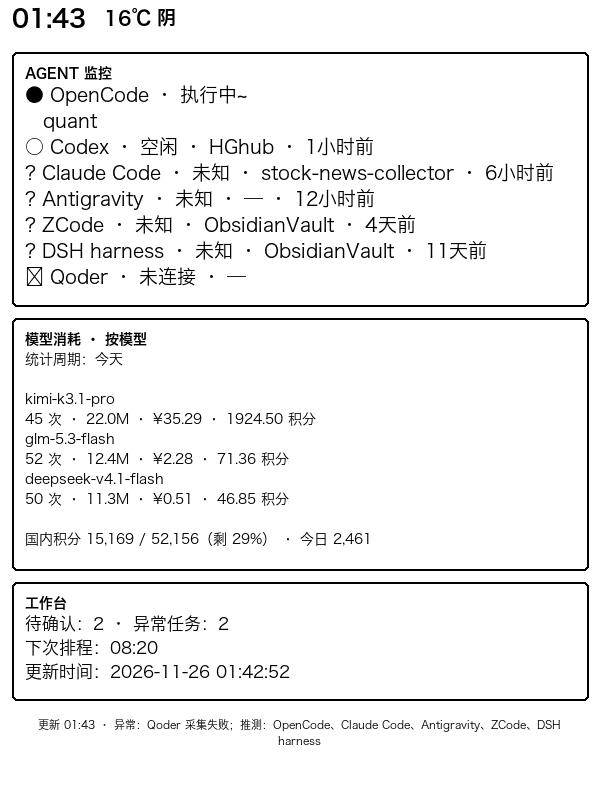 01:43 16℃ 阴
AGENT 监控
● OpenCode · 执行中~
quant
○ Codex · 空闲 · HGhub · 1小时前
? Claude Code · 未知 · stock-news-collector · 6小时前
? Antigravity · 未知 · — · 12小时前
? ZCode · 未知 · ObsidianVault · 4天前
? DSH harness · 未知 · ObsidianVault · 11天前
☒ Qoder · 未连接 · —
模型消耗 · 按模型
统计周期：今天
kimi-k3.1-pro
45 次 · 22.0M · ¥35.29 · 1924.50 积分
glm-5.3-flash
52 次 · 12.4M · ¥2.28 · 71.36 积分
deepseek-v4.1-flash
50 次 · 11.3M · ¥0.51 · 46.85 积分
国内积分 15,169 / 52,156（剩 29%） · 今日 2,461
工作台
待确认：2 · 异常任务：2
下次排程：08:20
更新时间：2026-11-26 01:42:52
更新 01:43 · 异常：Qoder 采集失败；推测：OpenCode、Claude Code、Antigravity、ZCode、DSH
harness